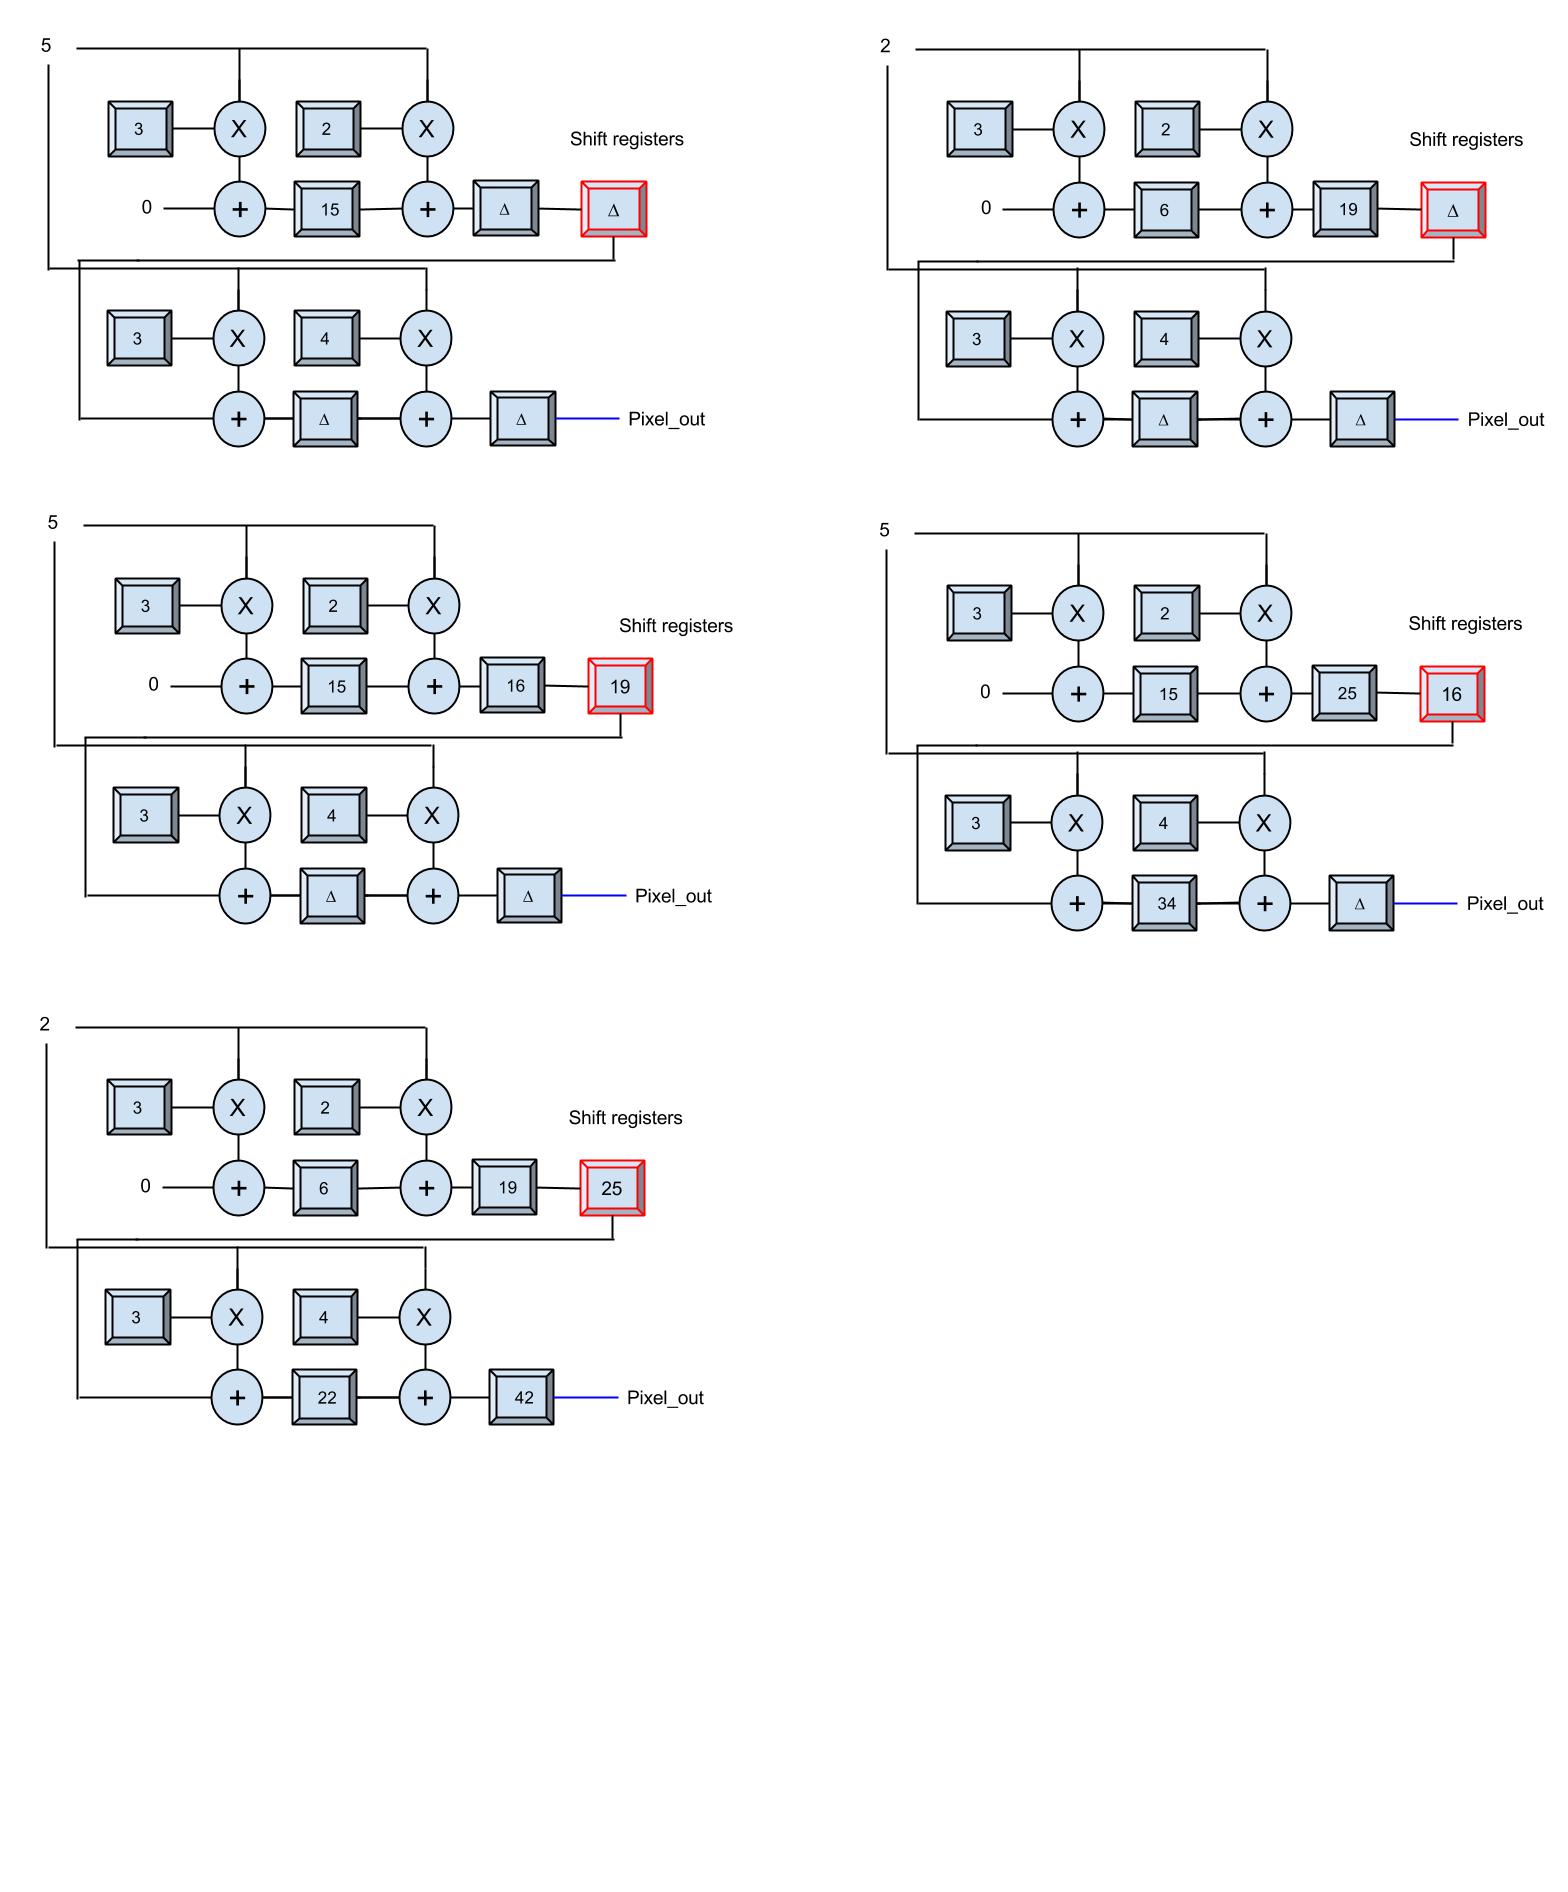 5
3 X 2 X
Shift registers
0 + 15 + Δ Δ
3 X 4 X
+ Δ + Δ Pixel_out
2
3 X 2 X
Shift registers
0 + 6 + 19 Δ
3 X 4 X
+ Δ + Δ Pixel_out
5
3 X 2 X
Shift registers
0 + 15 + 16 19
3 X 4 X
+ Δ + Δ Pixel_out
5
3 X 2 X
Shift registers
0 + 15 + 25 16
3 X 4 X
+ 34 + Δ Pixel_out
2
3 X 2 X
Shift registers
0 + 6 + 19 25
3 X 4 X
+ 22 + 42 Pixel_out